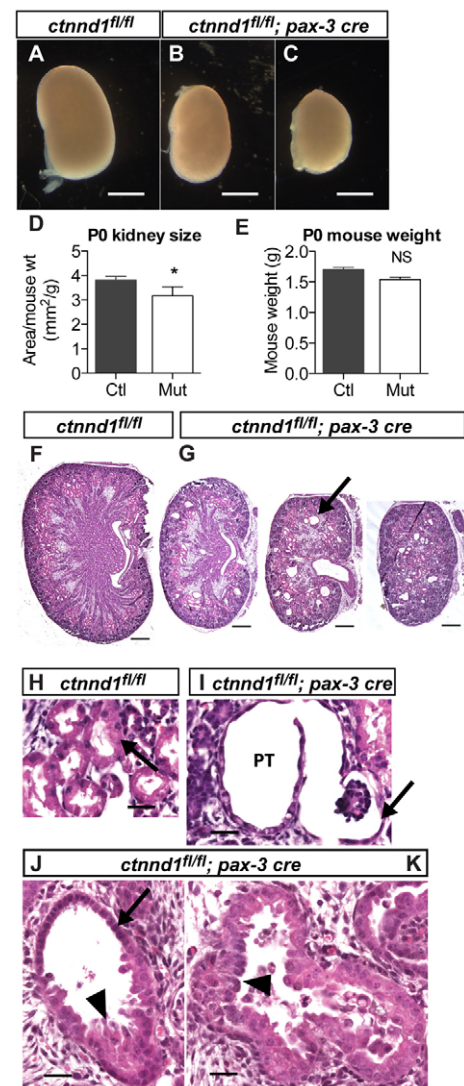 ctnnd1fl/fl
ctnnd1fl/fl; pax-3 cre
A
B
C
D
P0 kidney size
Area/mouse wt
(mm2/g)
5
4
3
2
1
0
*
Ctl
Mut
E
P0 mouse weight
Mouse weight (g)
2.0
1.5
1.0
0.5
0.0
NS
Ctl
Mut
ctnnd1fl/fl
ctnnd1fl/fl; pax-3 cre
F
G
H
ctnnd1fl/fl
I
ctnnd1fl/fl; pax-3 cre
PT
J
ctnnd1fl/fl; pax-3 cre
K